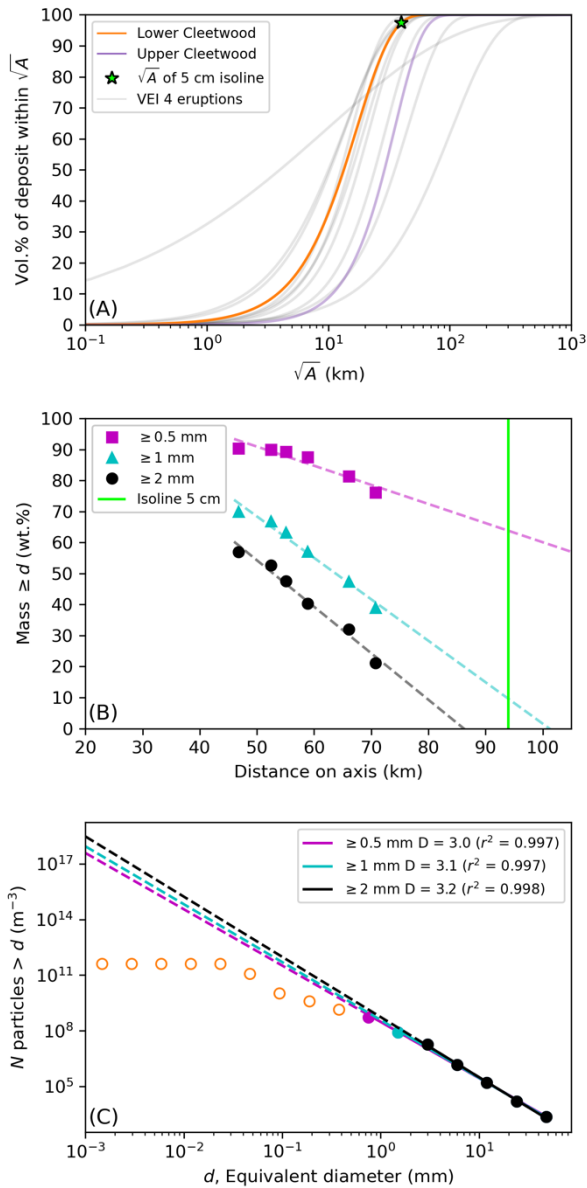 100
90
80
70
60
50
40
30
20
10
0
Vol.% of deposit within √A
Lower Cleetwood
Upper Cleetwood
√A of 5 cm isoline
VEI 4 eruptions
(A)
10⁻¹ 10⁰ 10¹ 10² 10³
√A (km)
100
90
80
70
60
50
40
30
20
10
0
Mass ≥ d (wt.%)
≥ 0.5 mm
≥ 1 mm
≥ 2 mm
Isoline 5 cm
(B)
20 30 40 50 60 70 80 90 100
Distance on axis (km)
10¹⁷
10¹⁴
10¹¹
10⁸
10⁵
N particles > d (m⁻³)
≥ 0.5 mm D = 3.0 (r² = 0.997)
≥ 1 mm D = 3.1 (r² = 0.997)
≥ 2 mm D = 3.2 (r² = 0.998)
(C)
10⁻³ 10⁻² 10⁻¹ 10⁰ 10¹
d, Equivalent diameter (mm)